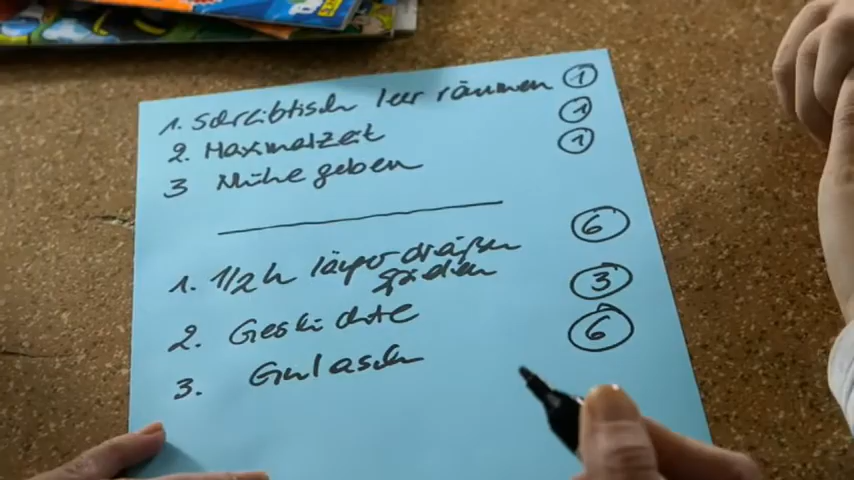 1. Schreibtisch leer räumen ①
2. Maximalzeit ①
3 Mühe geben ①
1. 1/2 h länger draußen ⑥
spielen ③
2. Geschichte ⑥
3. Gulasch